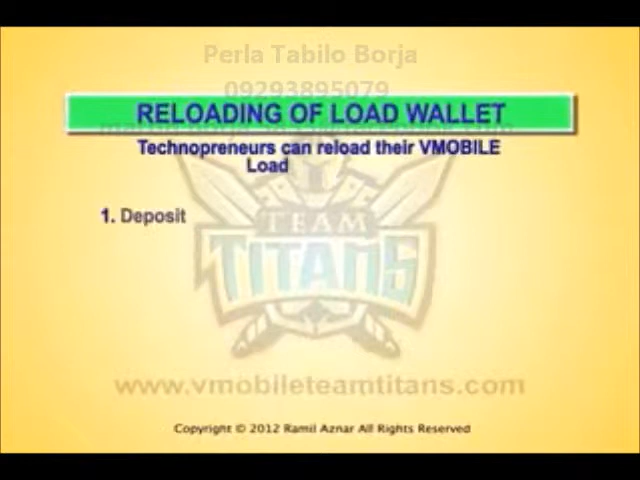 Perla Tabilo Borja
09293895079
RELOADING OF LOAD WALLET
Technopreneurs can reload their VMOBILE
Load
1. Deposit
TEAM
TITANS
www.vmobileteamtitans.com
Copyright © 2012 Ramil Aznar All Rights Reserved